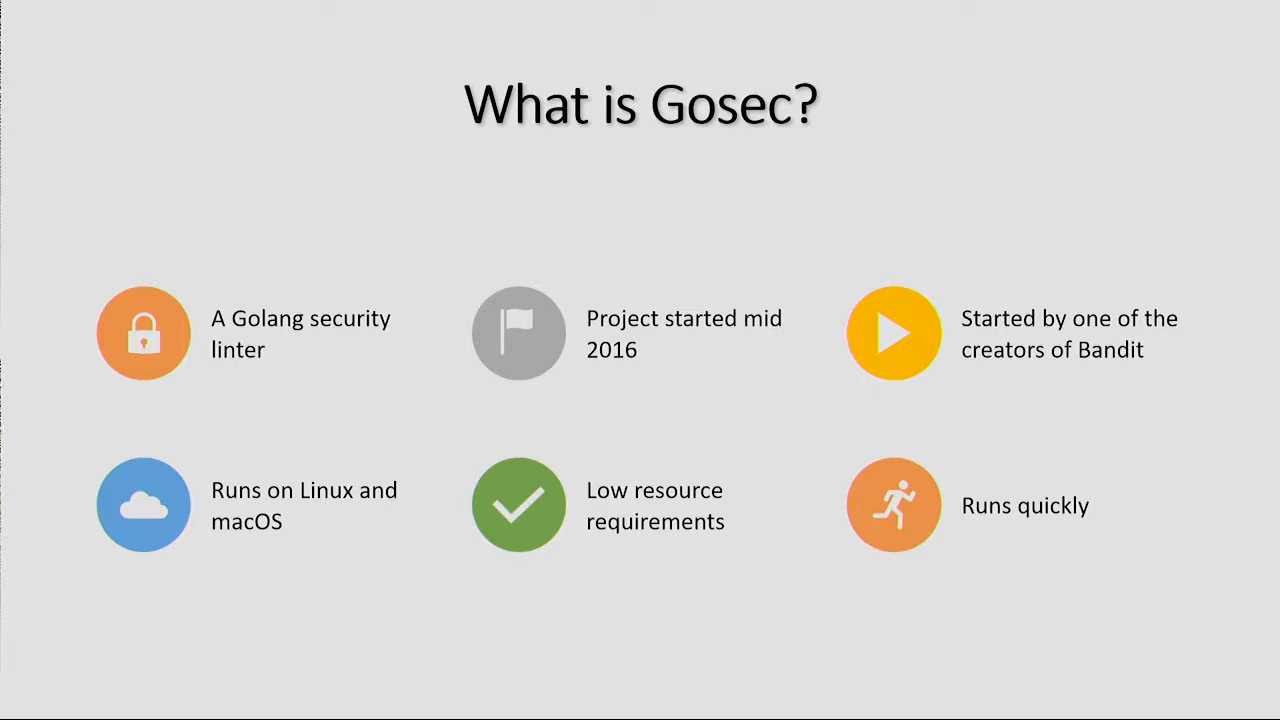 What is Gosec?
A Golang security
linter
Project started mid
2016
Started by one of the
creators of Bandit
Runs on Linux and
macOS
Low resource
requirements
Runs quickly